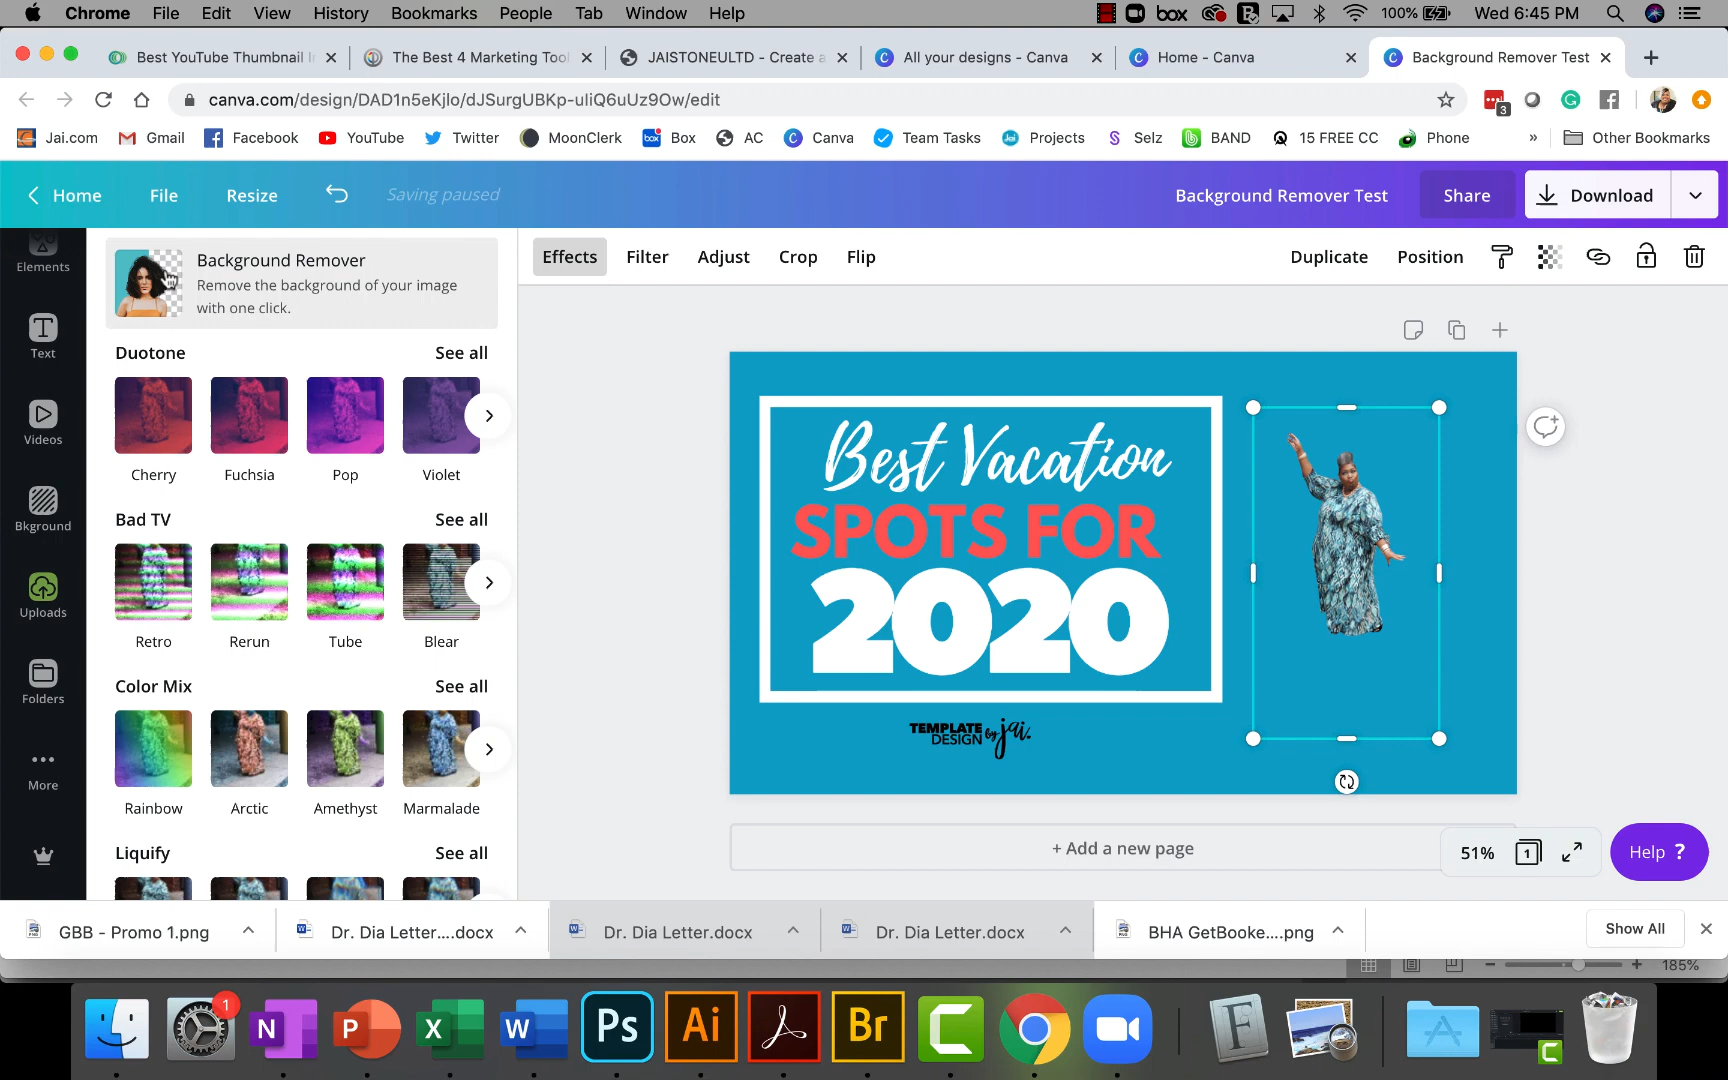 Chrome File Edit View History Bookmarks People Tab Window Help 100% Wed 6:45 PM
Best YouTube Thumbnail I
The Best 4 Marketing Tool
JAISTONEULTD - Create a
All your designs - Canva
Home - Canva
Background Remover Test
canva.com/design/DAD1n5eKjlo/dJSurgUBKp-uIiQ6uUz9Ow/edit
3
Jai.com Gmail Facebook YouTube Twitter MoonClerk Box AC Canva Team Tasks Projects Selz BAND 15 FREE CC Phone » Other Bookmarks
Home File Resize Saving paused Background Remover Test Share Download
Elements
Text
Videos
Bkground
Uploads
Folders
More
Background Remover
Remove the background of your image
with one click.
Duotone See all
Cherry Fuchsia Pop Violet
Bad TV See all
Retro Rerun Tube Blear
Color Mix See all
Rainbow Arctic Amethyst Marmalade
Liquify See all
Effects Filter Adjust Crop Flip Duplicate Position
Best Vacation
SPOTS FOR
2020
TEMPLATE
DESIGN by jai.
+ Add a new page
51% 1 Help ?
GBB - Promo 1.png
Dr. Dia Letter....docx
Dr. Dia Letter.docx
Dr. Dia Letter.docx
BHA GetBooke....png
Show All
185%
1
N P X W Ps Ai Br C F